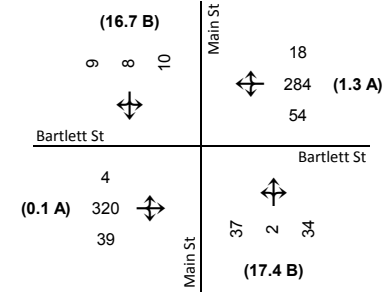 (16.7 B)
Main St
9 8 10
18
284 (1.3 A)
54
Bartlett St
Bartlett St
4
(0.1 A) 320
39
37 2 34
Main St
(17.4 B)